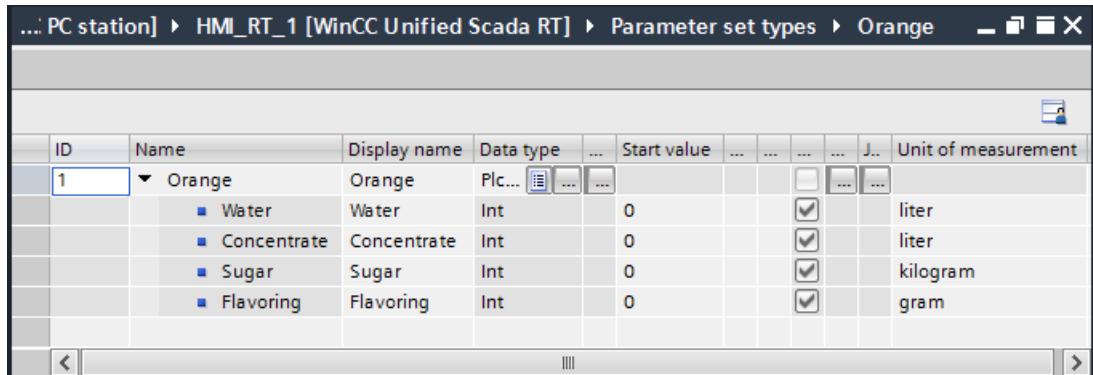 ...: PC station] ▸ HMI_RT_1 [WinCC Unified Scada RT] ▸ Parameter set types ▸ Orange
ID Name Display name Data type ... Start value ... ... ... ... J.. Unit of measurement
1 Orange Orange Plc... ... ... ... ...
Water Water Int 0 liter
Concentrate Concentrate Int 0 liter
Sugar Sugar Int 0 kilogram
Flavoring Flavoring Int 0 gram